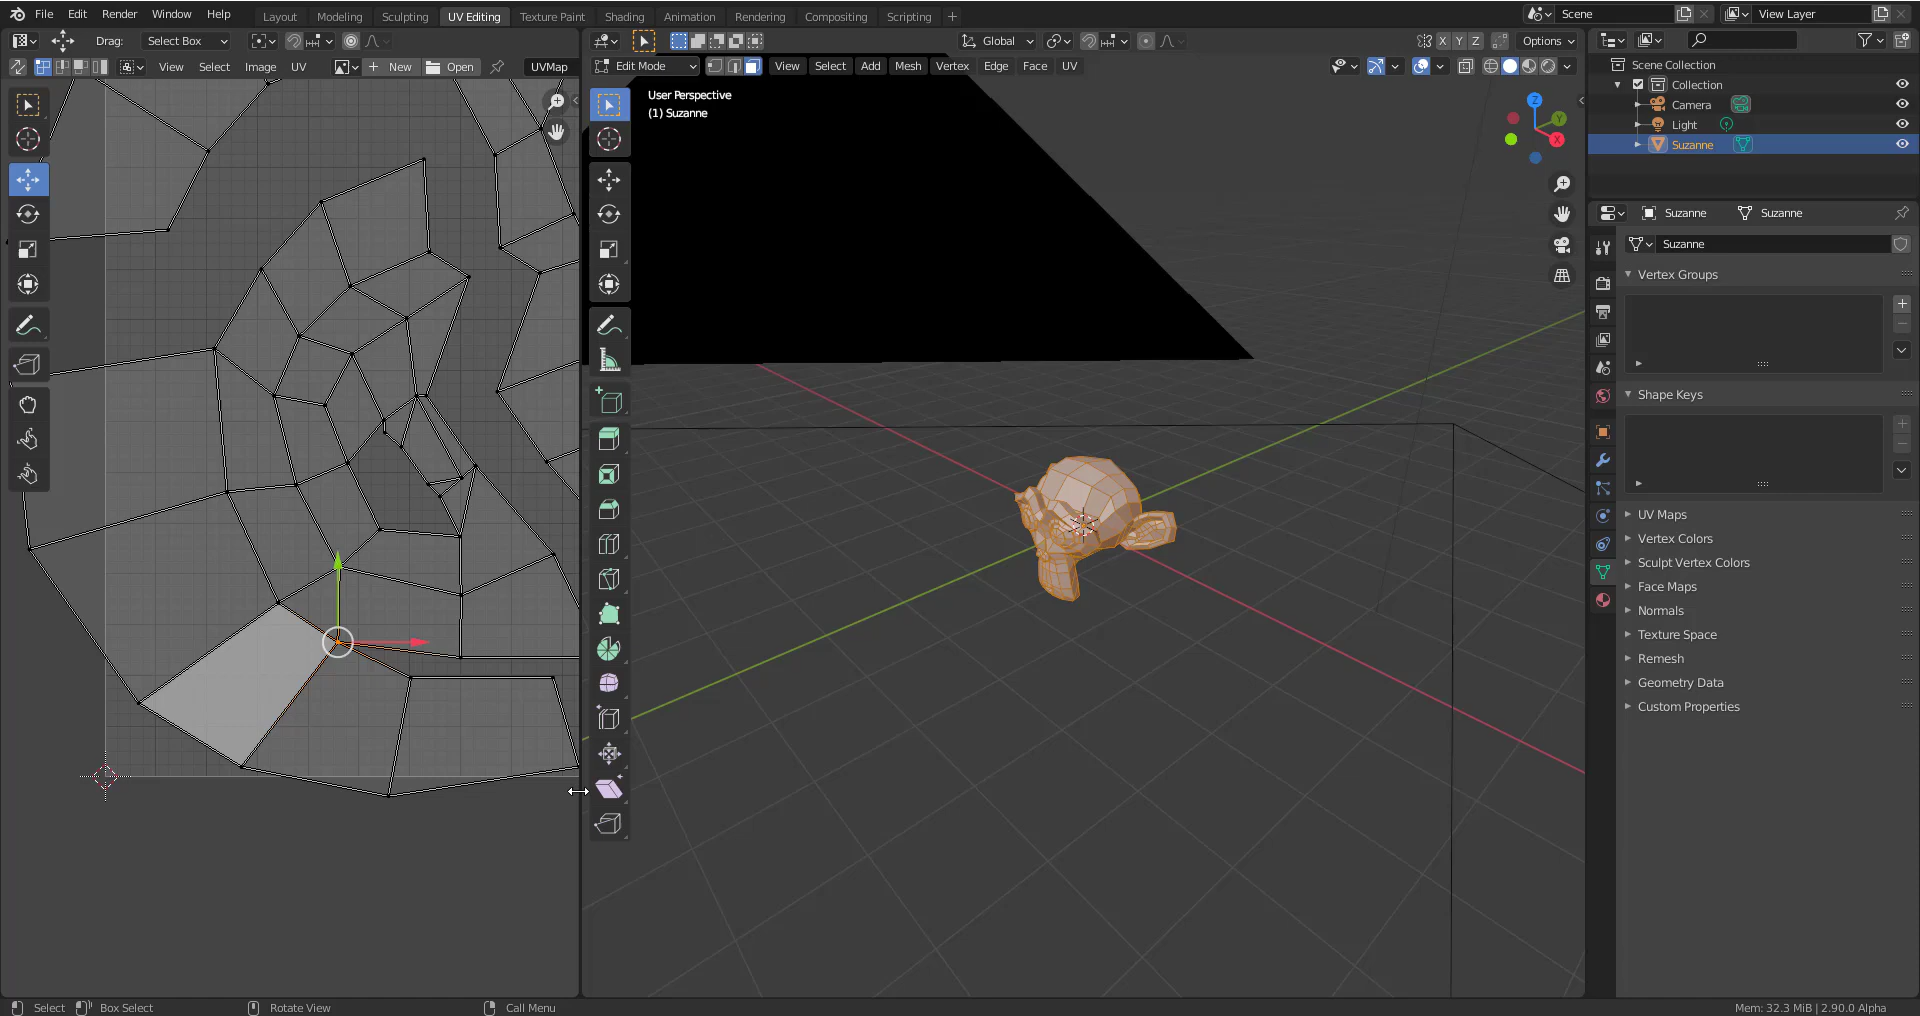 File Edit Render Window Help Layout Modeling Sculpting UV Editing Texture Paint Shading Animation Rendering Compositing Scripting + Scene View Layer
Drag: Select Box Global X Y Z Options
View Select Image UV + New Open UVMap Edit Mode View Select Add Mesh Vertex Edge Face UV
Scene Collection
Collection
Camera
Light
Suzanne
User Perspective
(1) Suzanne
Z
Y
X
Suzanne Suzanne
Suzanne
Vertex Groups
Shape Keys
UV Maps
Vertex Colors
Sculpt Vertex Colors
Face Maps
Normals
Texture Space
Remesh
Geometry Data
Custom Properties
Select Box Select Rotate View Call Menu Mem: 32.3 MiB | 2.90.0 Alpha